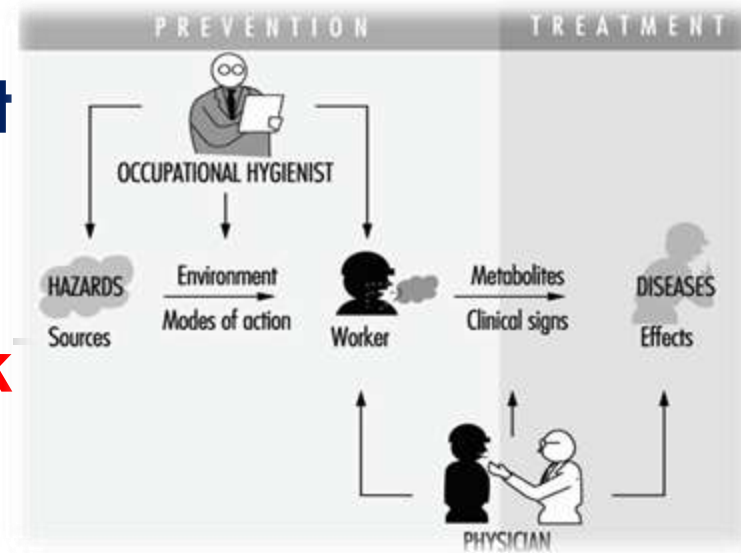 PREVENTION
TREATMENT
t
OCCUPATIONAL HYGIENIST
HAZARDS
Sources
Environment
Modes of action
Worker
Metabolites
Clinical signs
DISEASES
Effects
k
PHYSICIAN